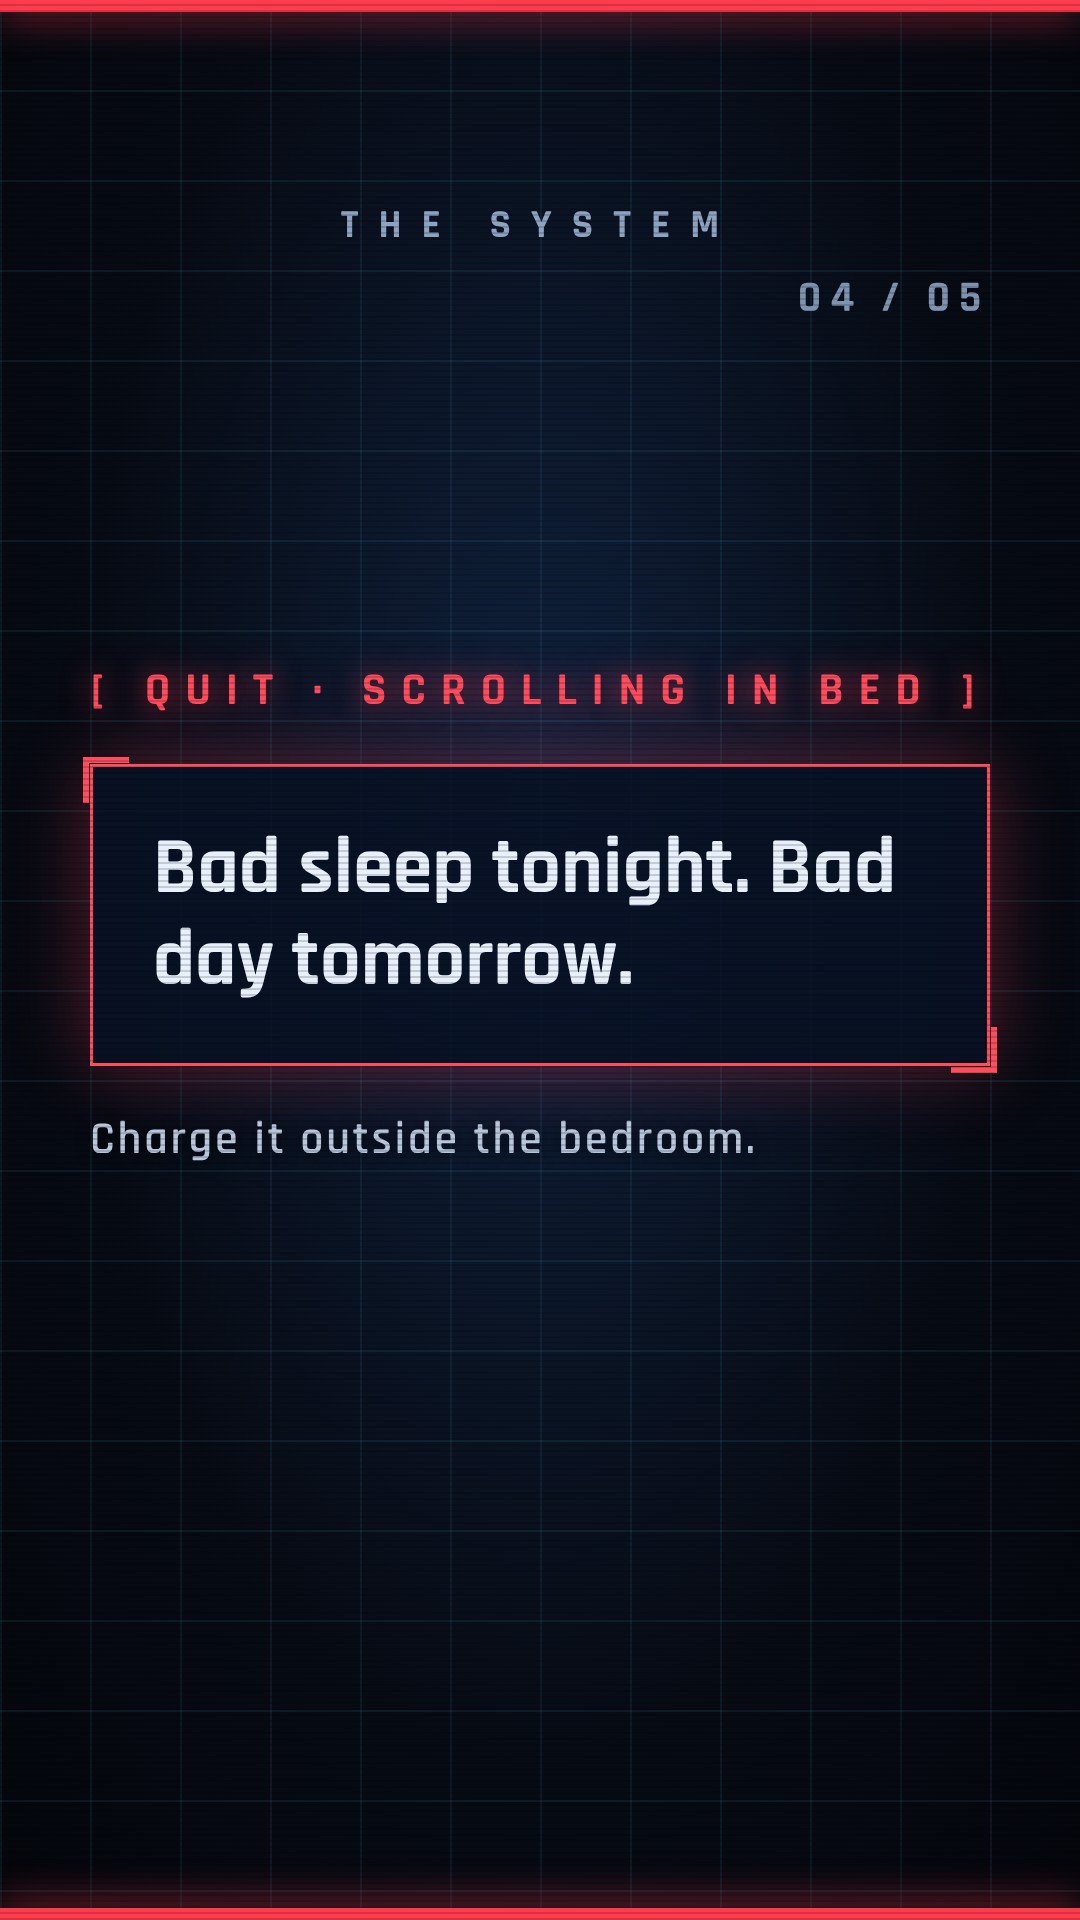 THE SYSTEM
04 / 05
[ QUIT · SCROLLING IN BED ]
Bad sleep tonight. Bad
day tomorrow.
Charge it outside the bedroom.